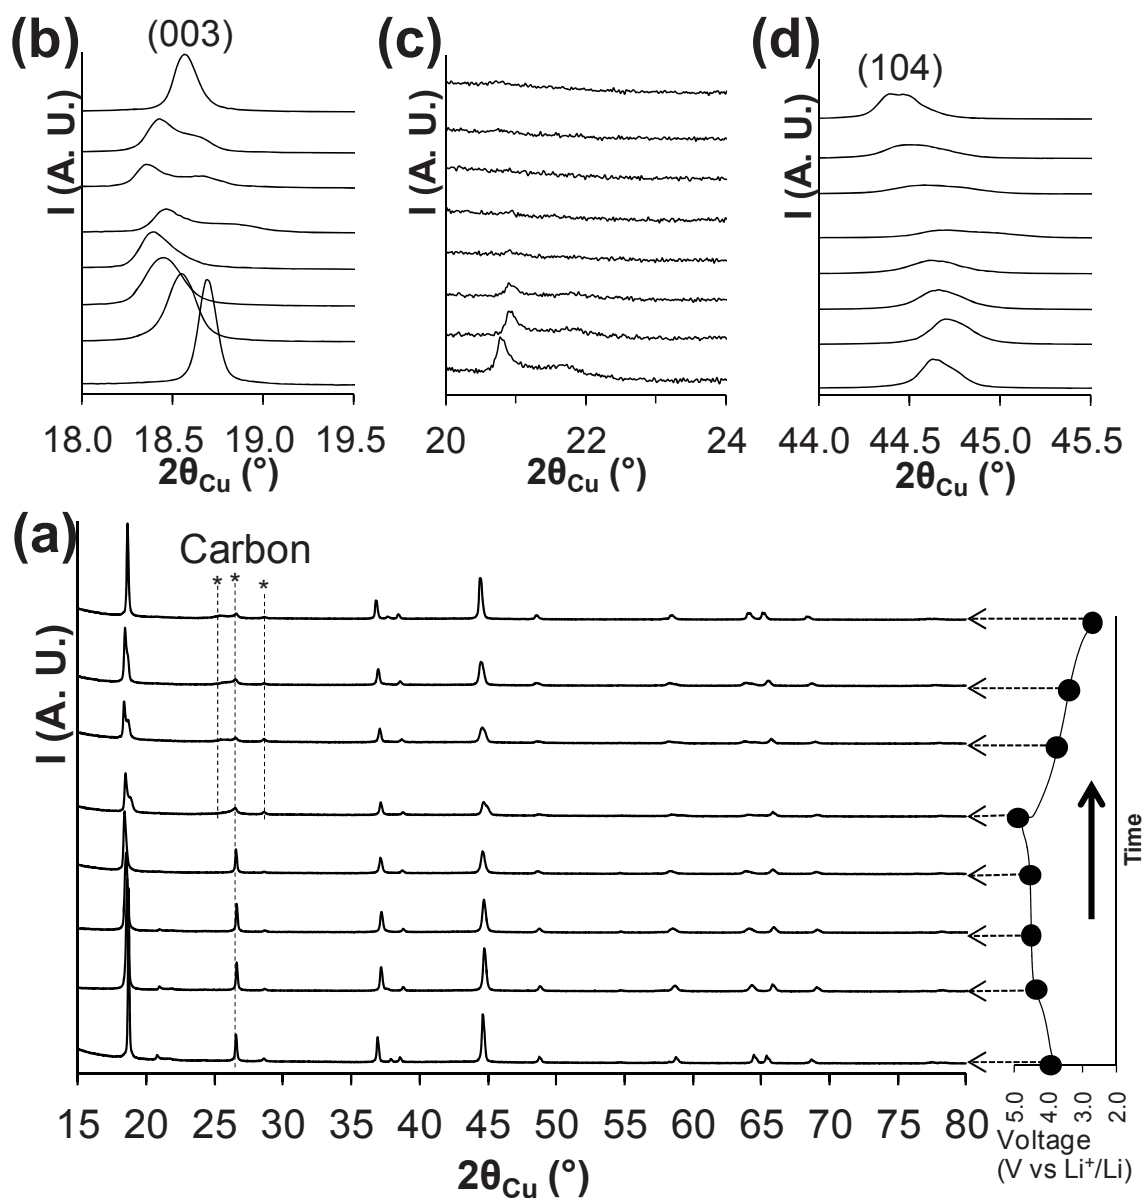 (b)
(003)
I (A. U.)
18.0 18.5 19.0 19.5
2θCu (°)
(c)
I (A. U.)
20 22 24
2θCu (°)
(d)
(104)
I (A. U.)
44.0 44.5 45.0 45.5
2θCu (°)
(a)
Carbon
* * *
I (A. U.)
15 20 25 30 35 40 45 50 55 60 65 70 75 80
2θCu (°)
Time
5.0 4.0 3.0 2.0
Voltage
(V vs Li+/Li)